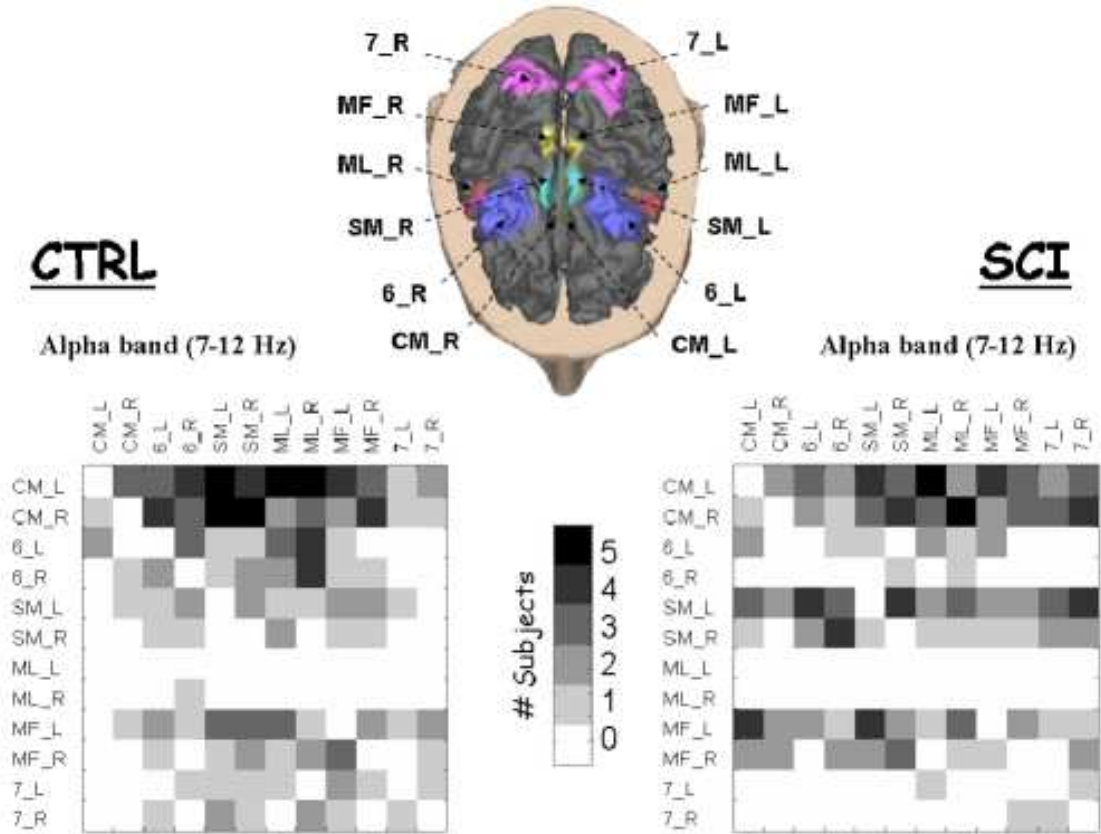 7_R 7_L
MF_R MF_L
ML_R ML_L
SM_R SM_L
CTRL SCI
6_R 6_L
CM_R CM_L
Alpha band (7-12 Hz) Alpha band (7-12 Hz)
CM_L CM_R 6_L 6_R SM_L SM_R ML_L ML_R MF_L MF_R 7_L 7_R
CM_L
CM_R
6_L
6_R
SM_L
SM_R
ML_L
ML_R
MF_L
MF_R
7_L
7_R
# Subjects
5
4
3
2
1
0
CM_L CM_R 6_L 6_R SM_L SM_R ML_L ML_R MF_L MF_R 7_L 7_R
CM_L
CM_R
6_L
6_R
SM_L
SM_R
ML_L
ML_R
MF_L
MF_R
7_L
7_R